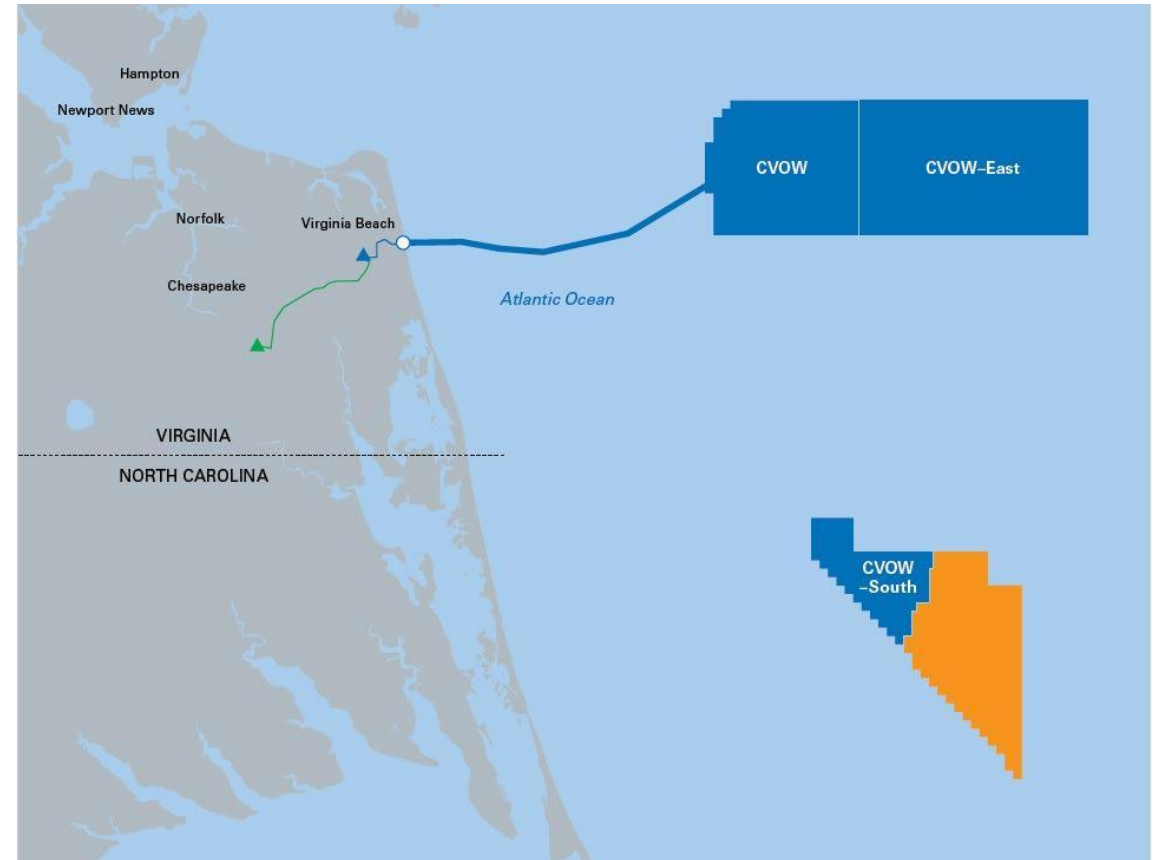 Hampton
Newport News
CVOW
CVOW–East
Norfolk
Virginia Beach
Chesapeake
Atlantic Ocean
VIRGINIA
NORTH CAROLINA
CVOW
–South